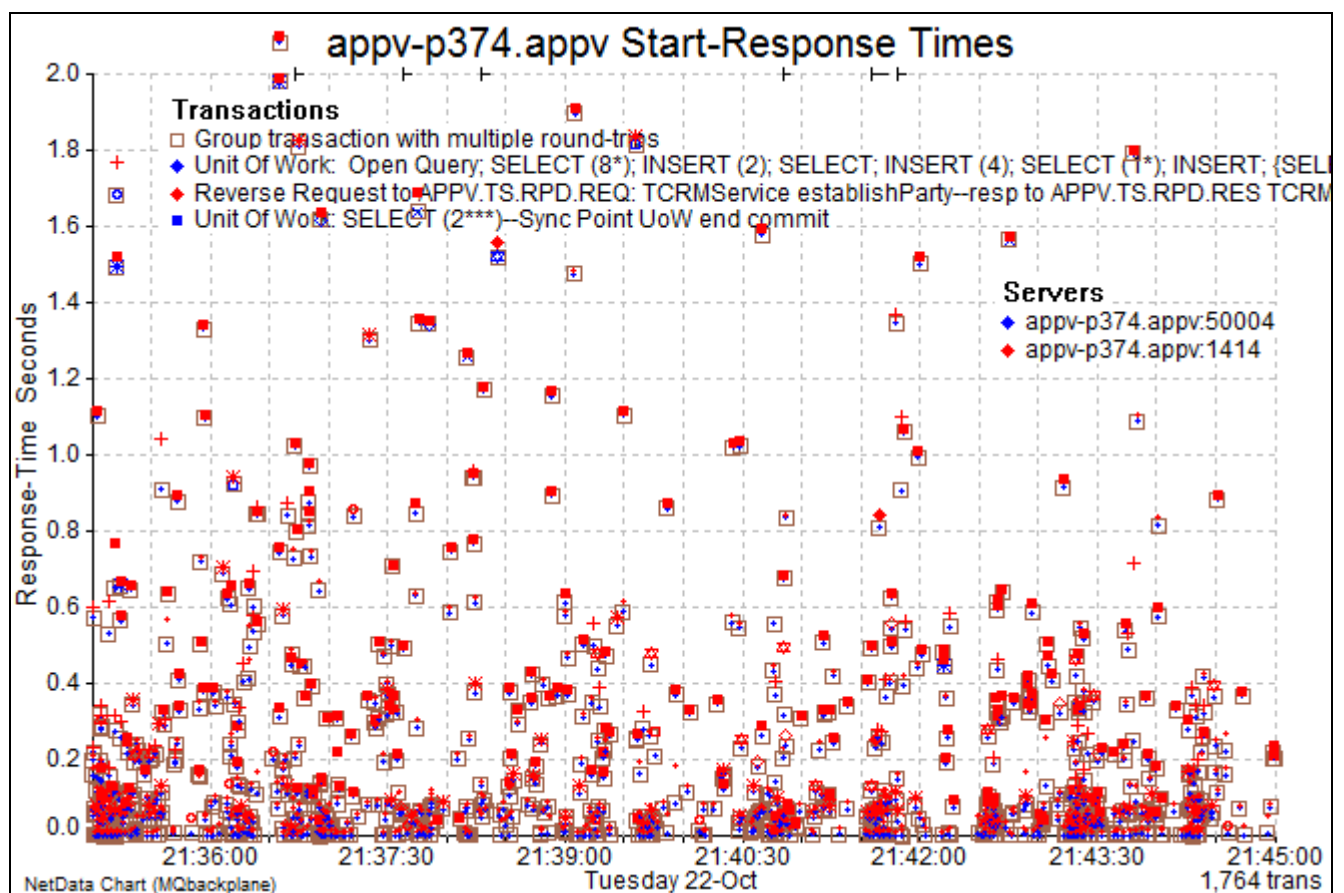 appv-p374.appv Start-Response Times
Transactions
Group transaction with multiple round-trips
Unit Of Work: Open Query; SELECT (8*); INSERT (2); SELECT; INSERT (4); SELECT (1*); INSERT; {SELI
Reverse Request to APPV.TS.RPD.REQ: TCRMService establishParty--resp to APPV.TS.RPD.RES TCRM
Unit Of Work: SELECT (2***)--Sync Point UoW end commit
Servers
appv-p374.appv:50004
appv-p374.appv:1414
Response-Time Seconds
2.0
1.8
1.6
1.4
1.2
1.0
0.8
0.6
0.4
0.2
0.0
21:36:00 21:37:30 21:39:00 21:40:30 21:42:00 21:43:30 21:45:00
Tuesday 22-Oct
NetData Chart (MQbackplane)
1,764 trans